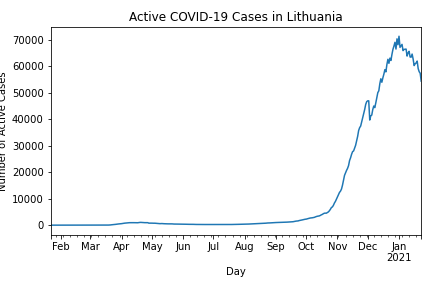 Active COVID-19 Cases in Lithuania
Number of Active Cases
70000
60000
50000
40000
30000
20000
10000
0
Feb Mar Apr May Jun Jul Aug Sep Oct Nov Dec Jan
2021
Day